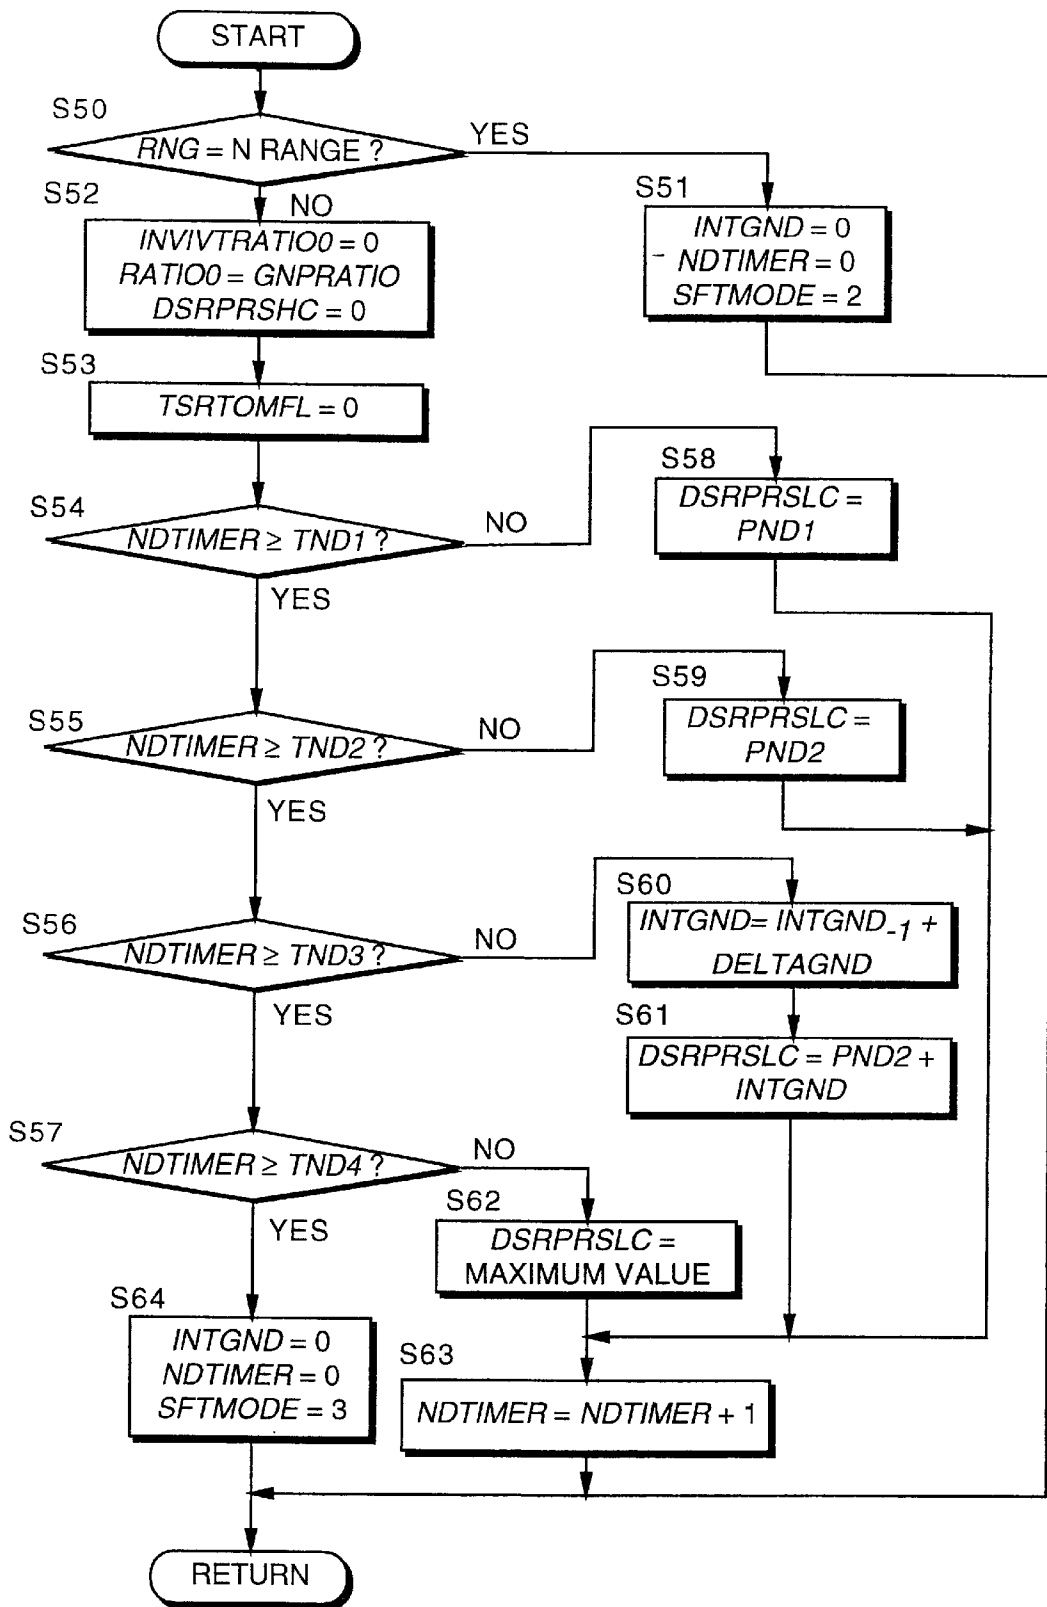 START
S50
RNG = N RANGE ?
YES
NO
S51
INTGND = 0
NDTIMER = 0
SFTMODE = 2
S52
INVIVTRATIO0 = 0
RATIO0 = GNPRATIO
DSRPRSHC = 0
S53
TSRTOMFL = 0
S54
NDTIMER ≥ TND1 ?
NO
YES
S58
DSRPRSLC =
PND1
S55
NDTIMER ≥ TND2 ?
NO
YES
S59
DSRPRSLC =
PND2
S56
NDTIMER ≥ TND3 ?
NO
YES
S60
INTGND= INTGND-1 +
DELTAGND
S61
DSRPRSLC = PND2 +
INTGND
S57
NDTIMER ≥ TND4 ?
NO
YES
S62
DSRPRSLC =
MAXIMUM VALUE
S64
INTGND = 0
NDTIMER = 0
SFTMODE = 3
S63
NDTIMER = NDTIMER + 1
RETURN